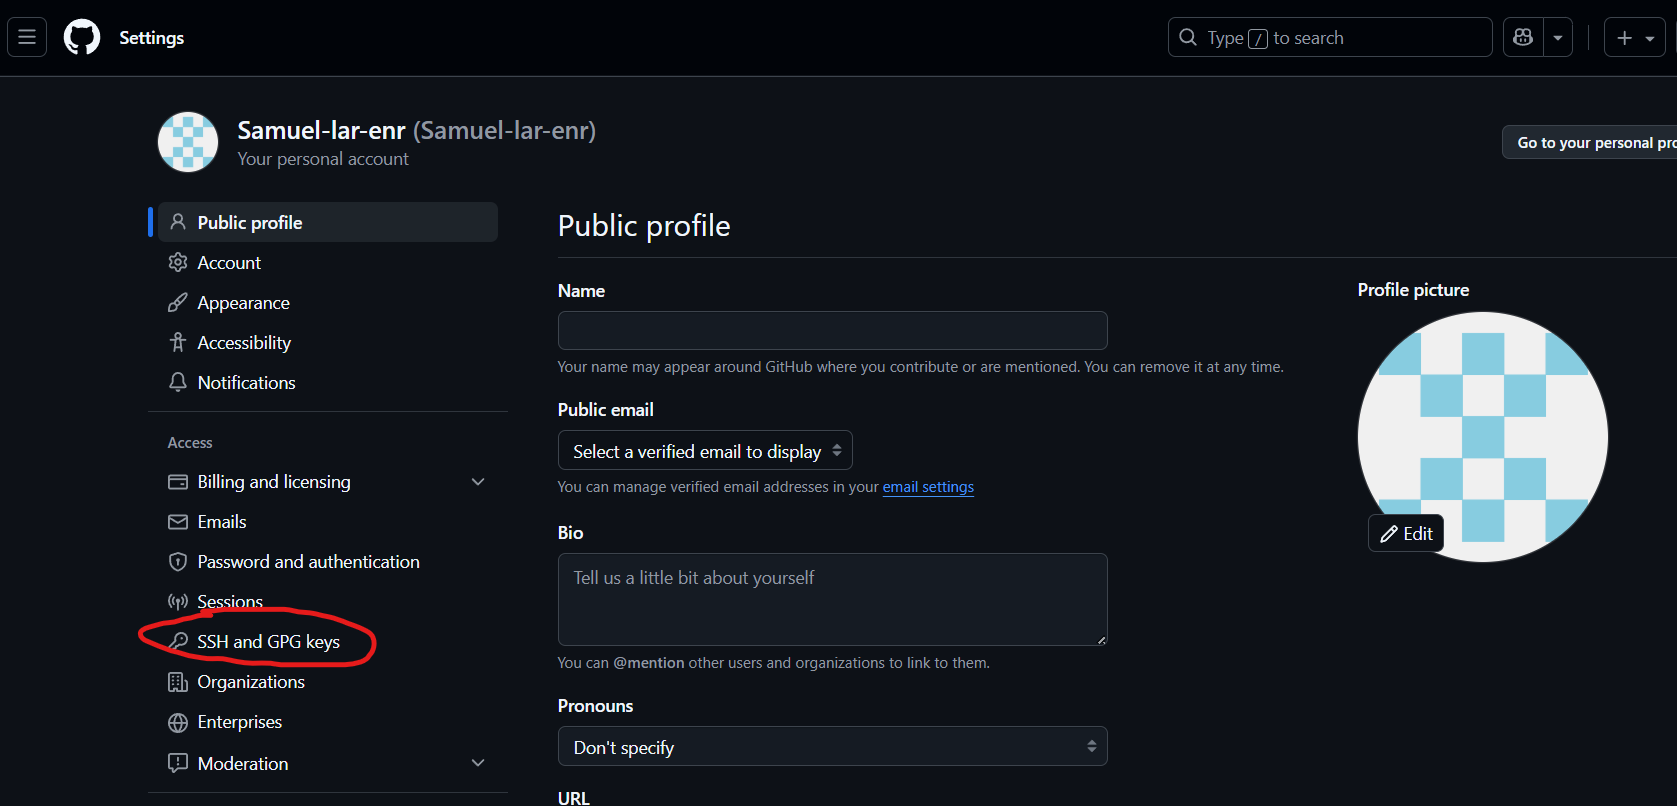 Settings
Type / to search
Samuel-lar-enr (Samuel-lar-enr)
Your personal account
Go to your personal pro
Public profile
Account
Appearance
Accessibility
Notifications
Access
Billing and licensing
Emails
Password and authentication
Sessions
SSH and GPG keys
Organizations
Enterprises
Moderation
Public profile
Name
Your name may appear around GitHub where you contribute or are mentioned. You can remove it at any time.
Public email
Select a verified email to display
You can manage verified email addresses in your email settings
Bio
Tell us a little bit about yourself
You can @mention other users and organizations to link to them.
Pronouns
Don't specify
URL
Profile picture
Edit